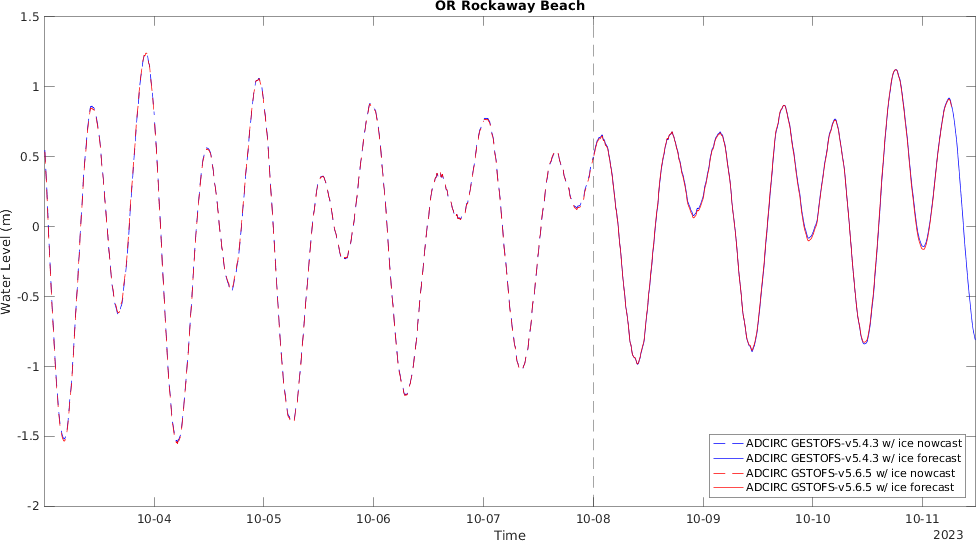 OR Rockaway Beach
1.5
1
0.5
0
-0.5
-1
-1.5
-2
Water Level (m)
10-04 10-05 10-06 10-07 10-08 10-09 10-10 10-11
Time
2023
ADCIRC GESTOFS-v5.4.3 w/ ice nowcast
ADCIRC GESTOFS-v5.4.3 w/ ice forecast
ADCIRC GSTOFS-v5.6.5 w/ ice nowcast
ADCIRC GSTOFS-v5.6.5 w/ ice forecast